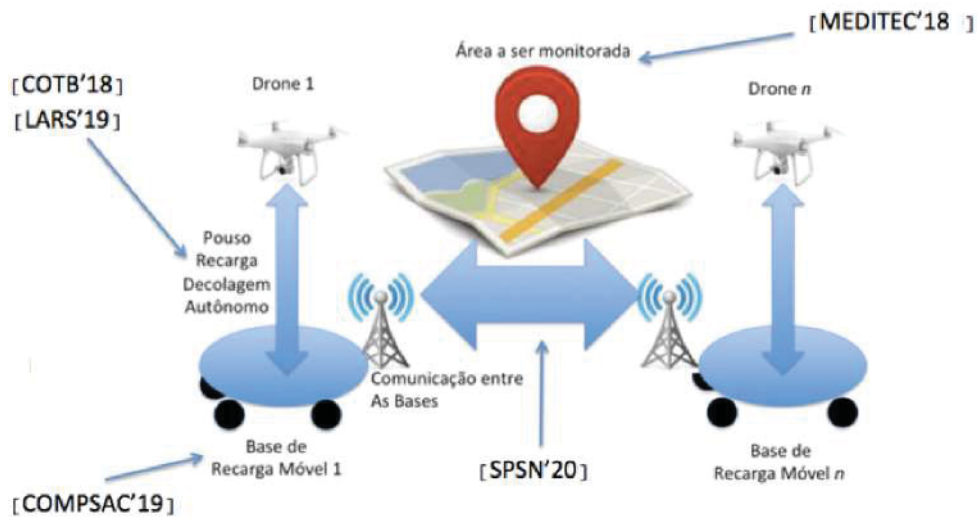 [MEDITEC'18]
Área a ser monitorada
[COTB'18]
[LARS'19]
Drone 1
Drone n
Pouso
Recarga
Decolagem
Autônomo
Comunicação entre
As Bases
Base de
Recarga Móvel 1
[SPSN'20]
Base de
Recarga Móvel n
[COMPSAC'19]